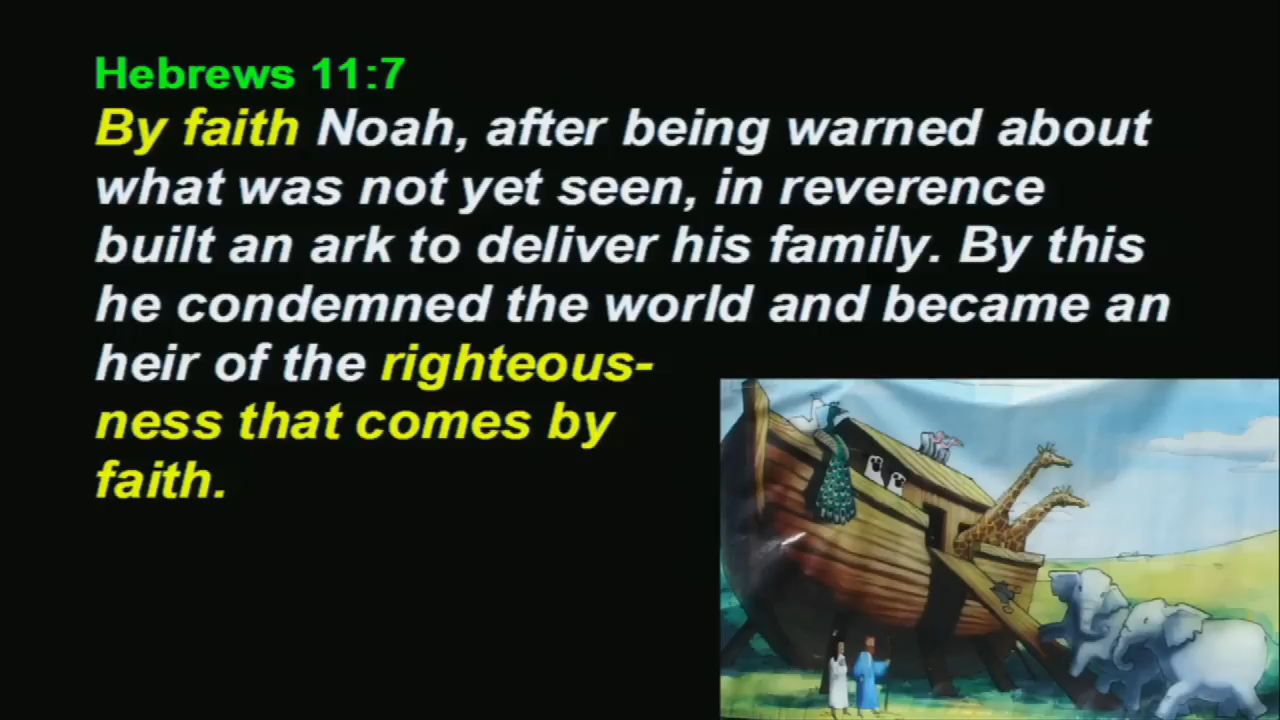 Hebrews 11:7
By faith Noah, after being warned about
what was not yet seen, in reverence
built an ark to deliver his family. By this
he condemned the world and became an
heir of the righteous-
ness that comes by
faith.